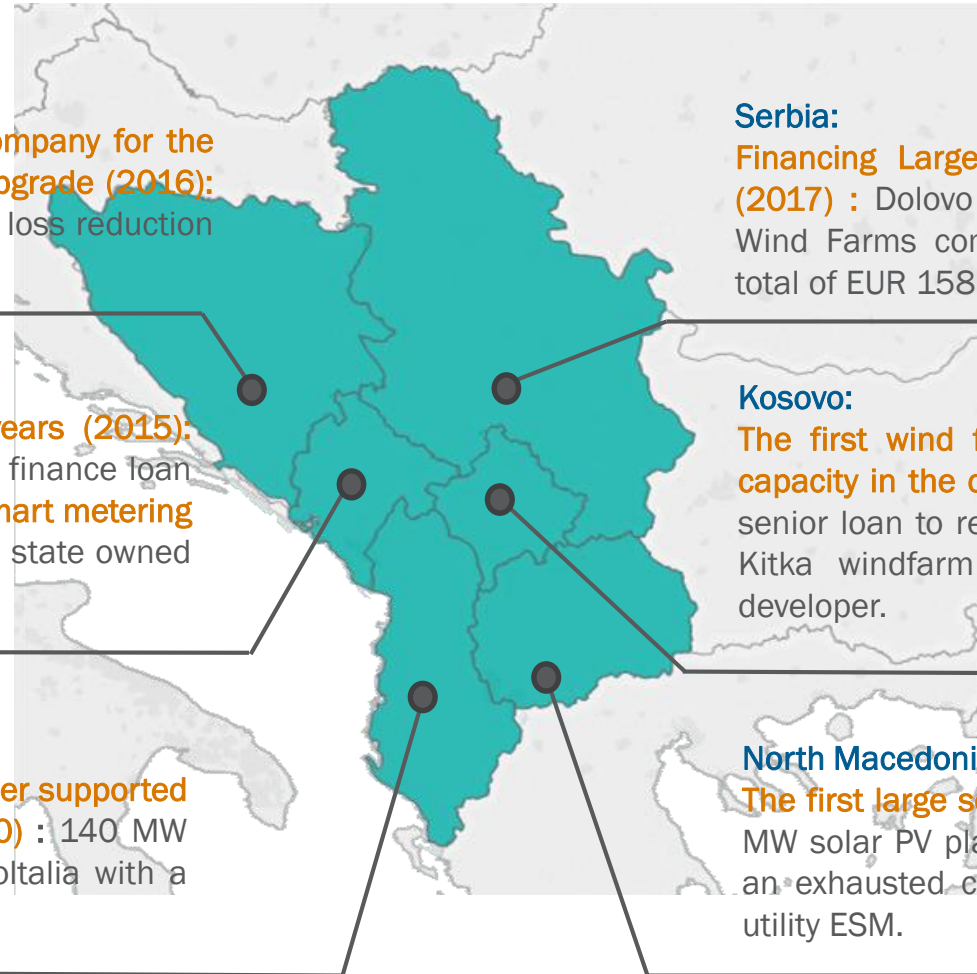 ompany for the
pgrade (2016):
loss reduction
ears (2015):
finance loan
nart metering
state owned
er supported
0) : 140 MW
oltalia with a
Serbia:
Financing Large
(2017) : Dolovo
Wind Farms con
total of EUR 158
Kosovo:
The first wind f
capacity in the c
senior loan to re
Kitka windfarm
developer.
North Macedoni
The first large s
MW solar PV pla
an exhausted c
utility ESM.